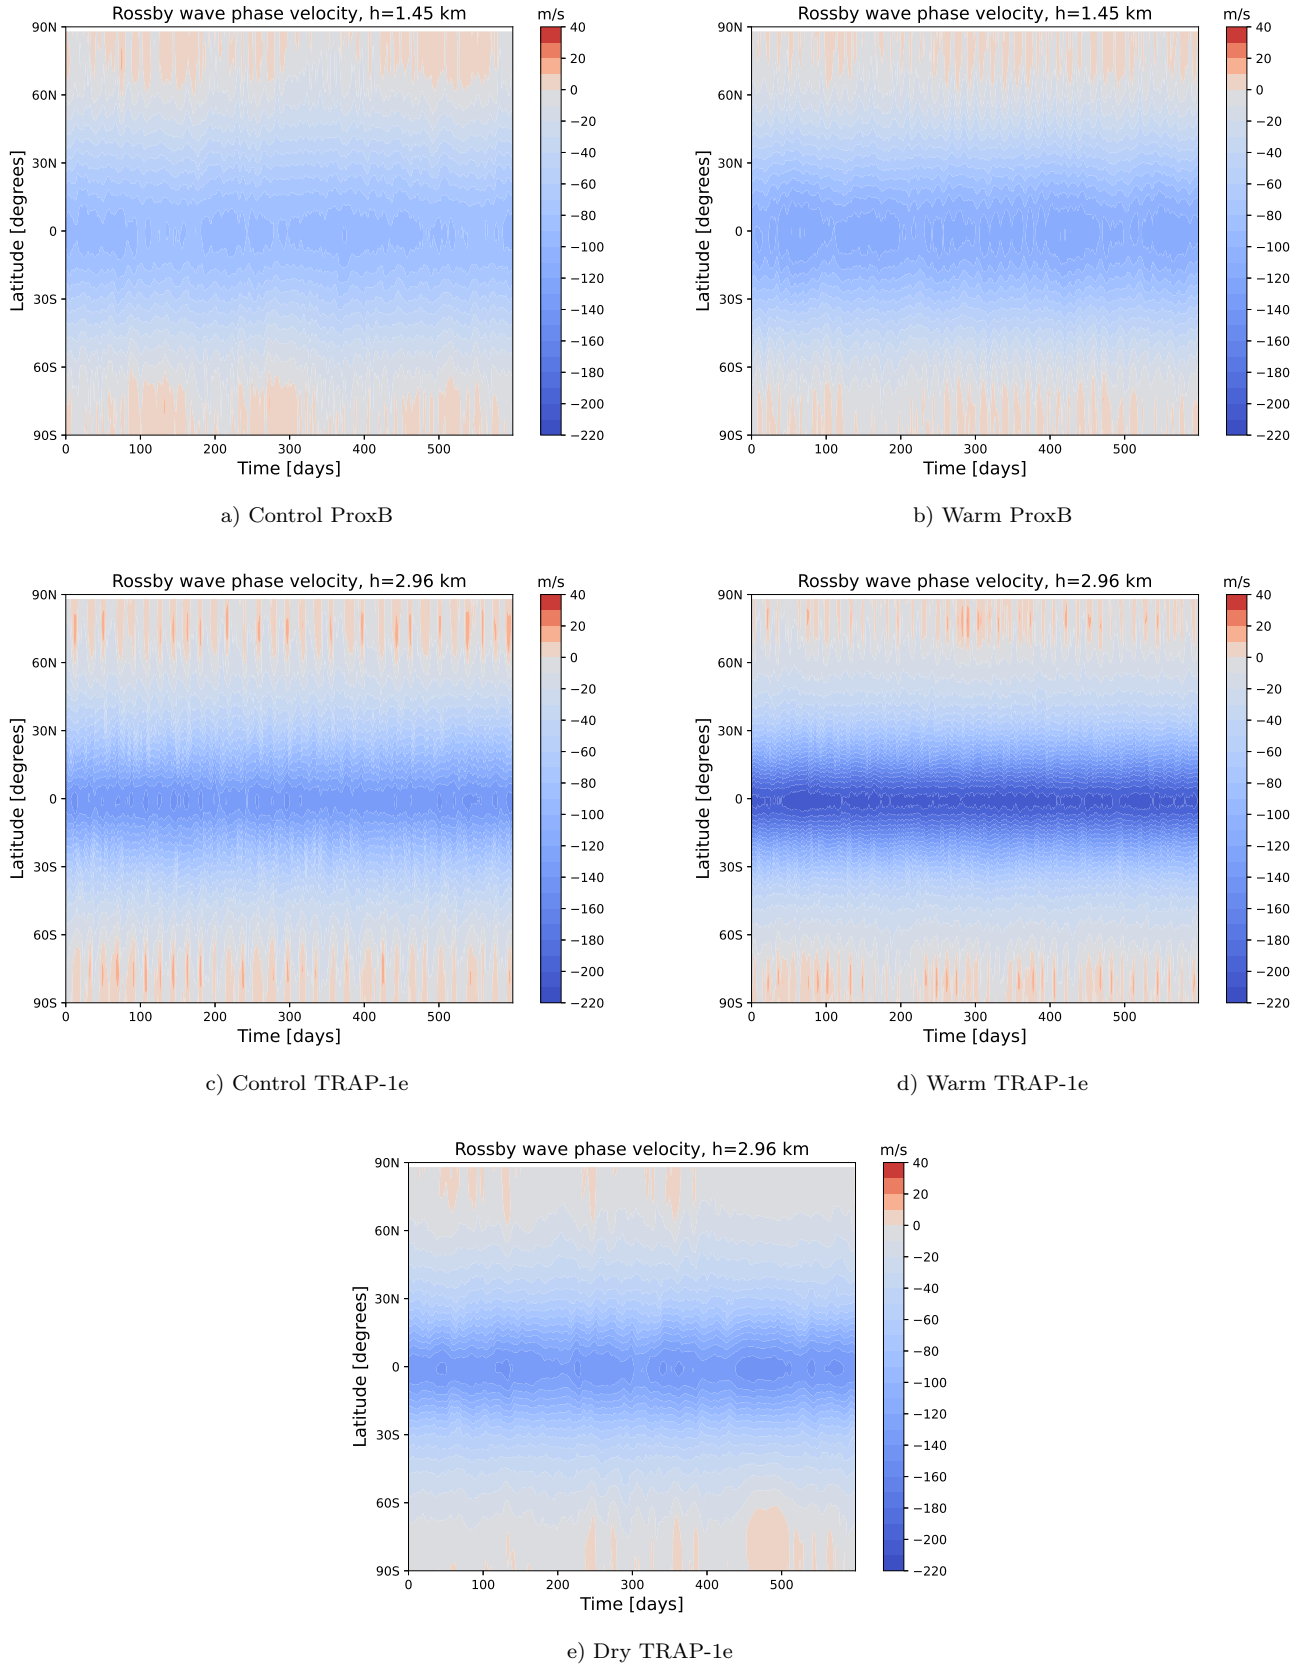 Rossby wave phase velocity, h=1.45 km
m/s
90N
60N
30N
0
30S
60S
90S
Latitude [degrees]
0 100 200 300 400 500
Time [days]
40
20
0
−20
−40
−60
−80
−100
−120
−140
−160
−180
−200
−220
a) Control ProxB
Rossby wave phase velocity, h=1.45 km
m/s
90N
60N
30N
0
30S
60S
90S
Latitude [degrees]
0 100 200 300 400 500
Time [days]
40
20
0
−20
−40
−60
−80
−100
−120
−140
−160
−180
−200
−220
b) Warm ProxB
Rossby wave phase velocity, h=2.96 km
m/s
90N
60N
30N
0
30S
60S
90S
Latitude [degrees]
0 100 200 300 400 500
Time [days]
40
20
0
−20
−40
−60
−80
−100
−120
−140
−160
−180
−200
−220
c) Control TRAP-1e
Rossby wave phase velocity, h=2.96 km
m/s
90N
60N
30N
0
30S
60S
90S
Latitude [degrees]
0 100 200 300 400 500
Time [days]
40
20
0
−20
−40
−60
−80
−100
−120
−140
−160
−180
−200
−220
d) Warm TRAP-1e
Rossby wave phase velocity, h=2.96 km
m/s
90N
60N
30N
0
30S
60S
90S
Latitude [degrees]
0 100 200 300 400 500
Time [days]
40
20
0
−20
−40
−60
−80
−100
−120
−140
−160
−180
−200
−220
e) Dry TRAP-1e